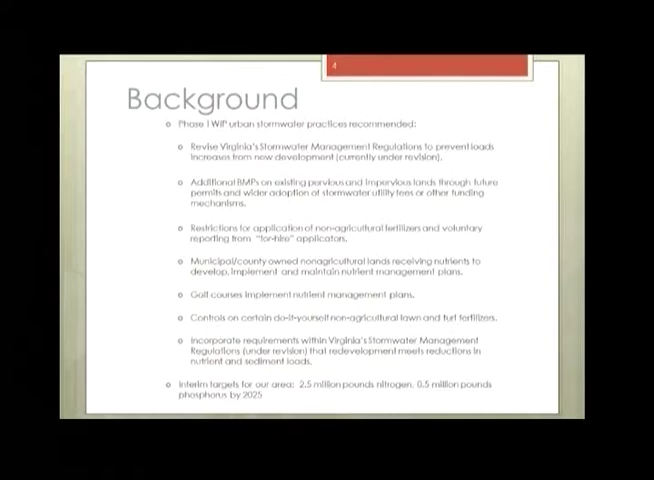 4
Background
Phase I WIP urban stormwater practices recommended:
Revise Virginia's Stormwater Management Regulations to prevent loads
increases from new development (currently under revision).
Additional BMPs on existing pervious and impervious lands through future
permits and wider adoption of stormwater utility fees or other funding
mechanisms.
Restrictions for application of non-agricultural fertilizers and voluntary
reporting from "for-hire" applicators.
Municipal/county owned nonagricultural lands receiving nutrients to
develop, implement and maintain nutrient management plans.
Golf courses implement nutrient management plans.
Controls on certain do-it-yourself non-agricultural lawn and turf fertilizers.
Incorporate requirements within Virginia's Stormwater Management
Regulations (under revision) that redevelopment meets reductions in
nutrient and sediment loads.
Interim targets for our area: 2.5 million pounds nitrogen, 0.5 million pounds
phosphorus by 2025